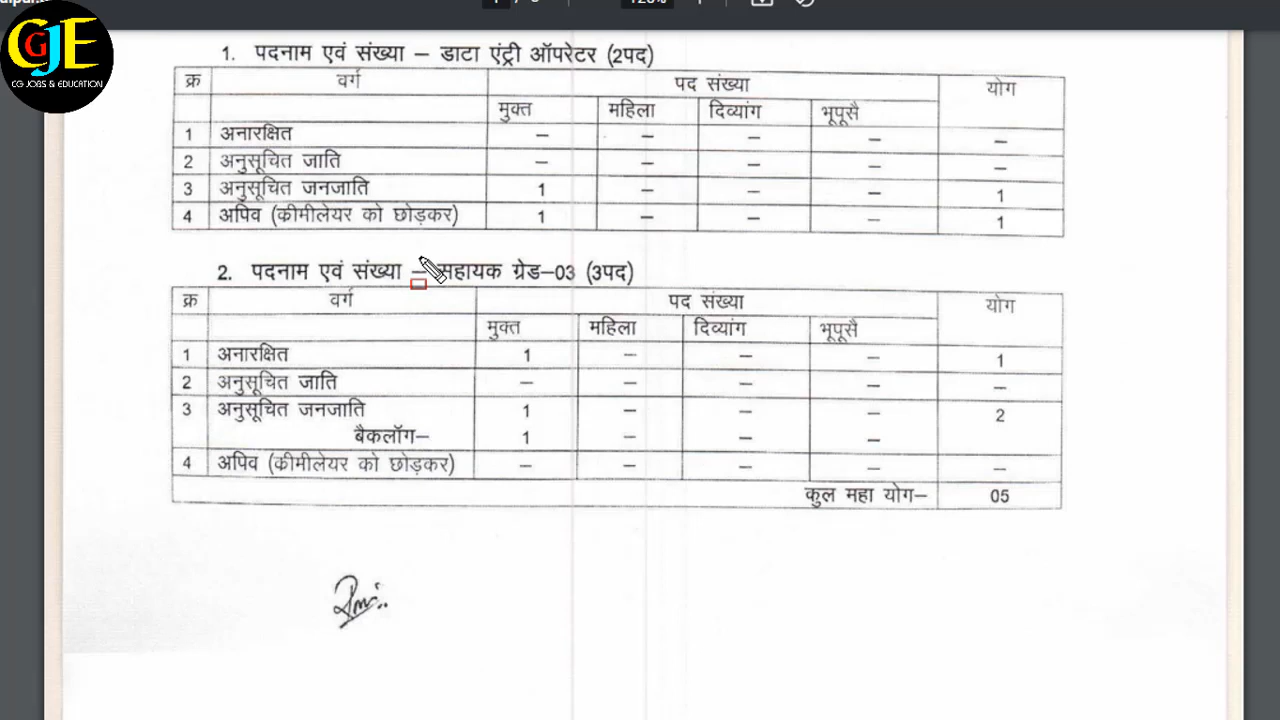 GJE
CG JOBS & EDUCATION
1. पदनाम एवं संख्या – डाटा एंट्री ऑपरेटर (2पद)
क्र वर्ग पद संख्या योग
मुक्त महिला दिव्यांग भूपूसै
1 अनारक्षित – – – – –
2 अनुसूचित जाति – – – – –
3 अनुसूचित जनजाति 1 – – – 1
4 अपिव (कीमीलेयर को छोड़कर) 1 – – – 1
2. पदनाम एवं संख्या – सहायक ग्रेड–03 (3पद)
क्र वर्ग पद संख्या योग
मुक्त महिला दिव्यांग भूपूसै
1 अनारक्षित 1 – – – 1
2 अनुसूचित जाति – – – – –
3 अनुसूचित जनजाति 1 – – – 2
बैकलॉग– 1 – – –
4 अपिव (कीमीलेयर को छोड़कर) – – – – –
कुल महा योग– 05